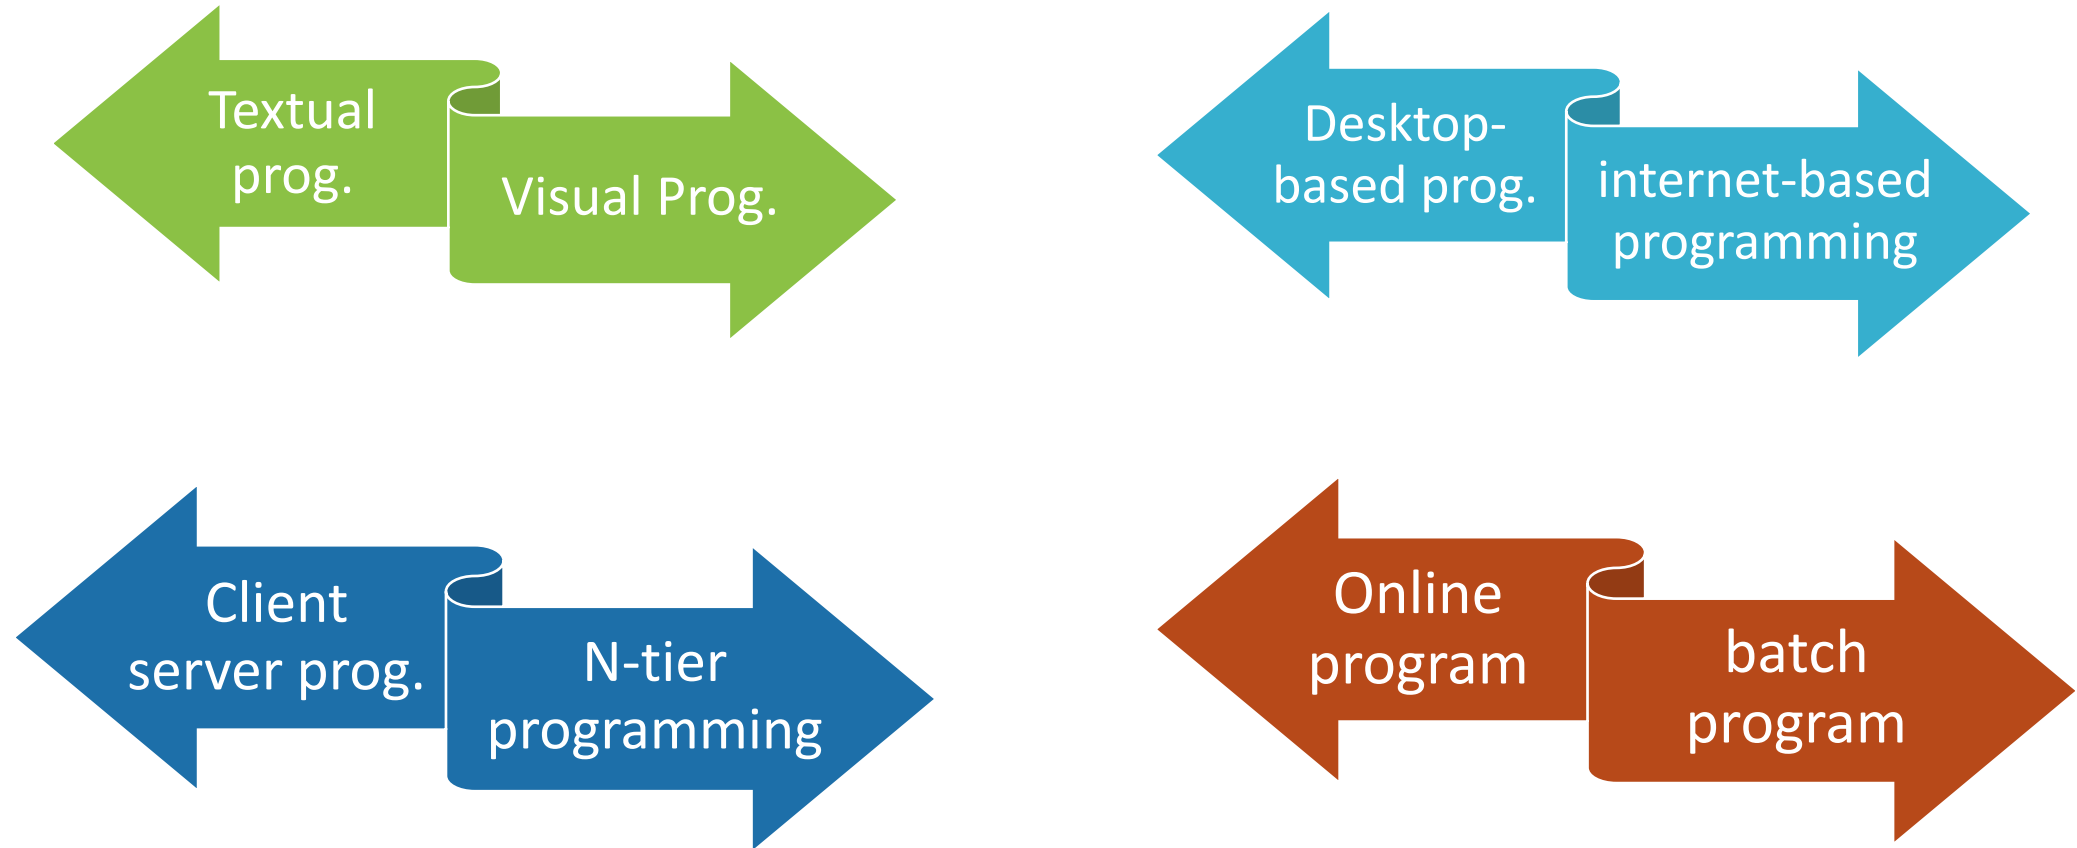 Textual
prog.
Visual Prog.
Desktop-
based prog.
internet-based
programming
Client
server prog.
N-tier
programming
Online
program
batch
program